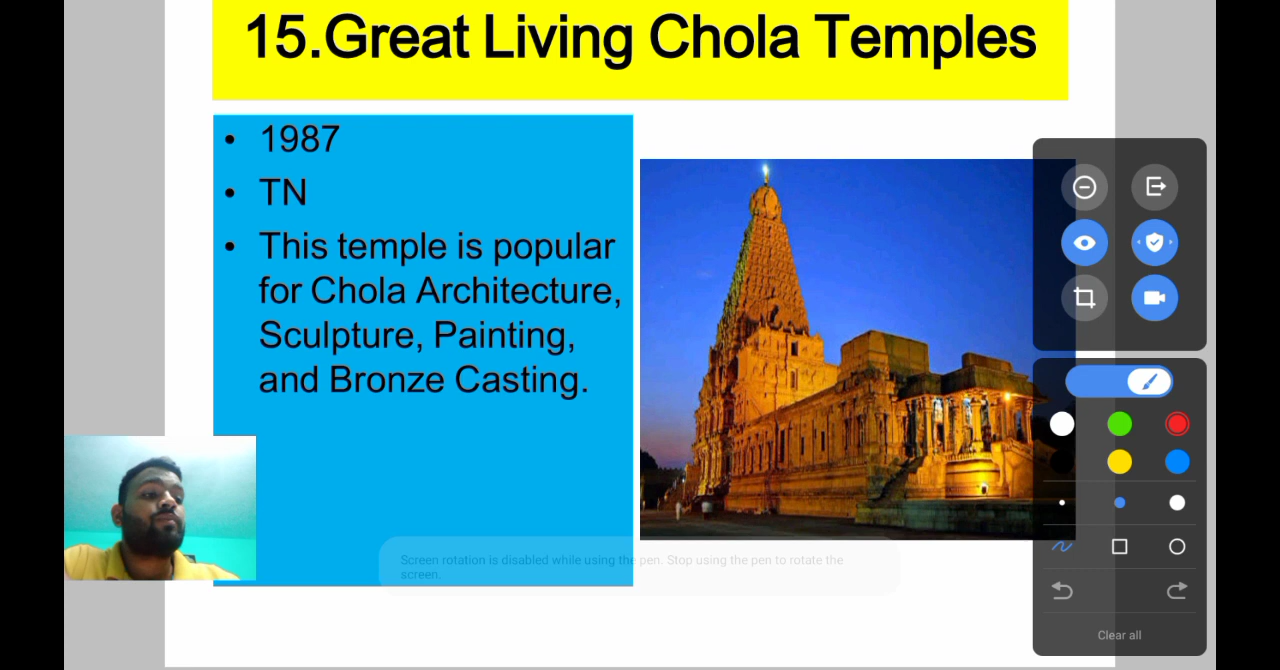 15.Great Living Chola Temples
• 1987
• TN
• This temple is popular
for Chola Architecture,
Sculpture, Painting,
and Bronze Casting.
Screen rotation is disabled while using the pen. Stop using the pen to rotate the
screen.
Clear all